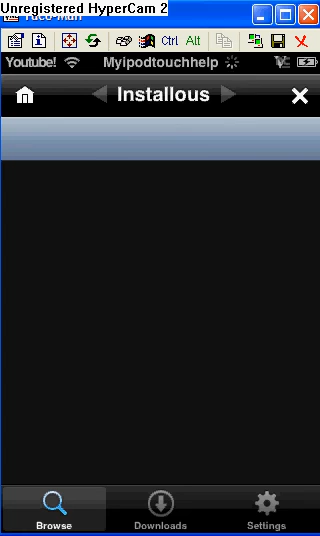 Unregistered HyperCam 2
Ctrl Alt
Youtube! Myipodtouchhelp
Installous
Browse Downloads Settings